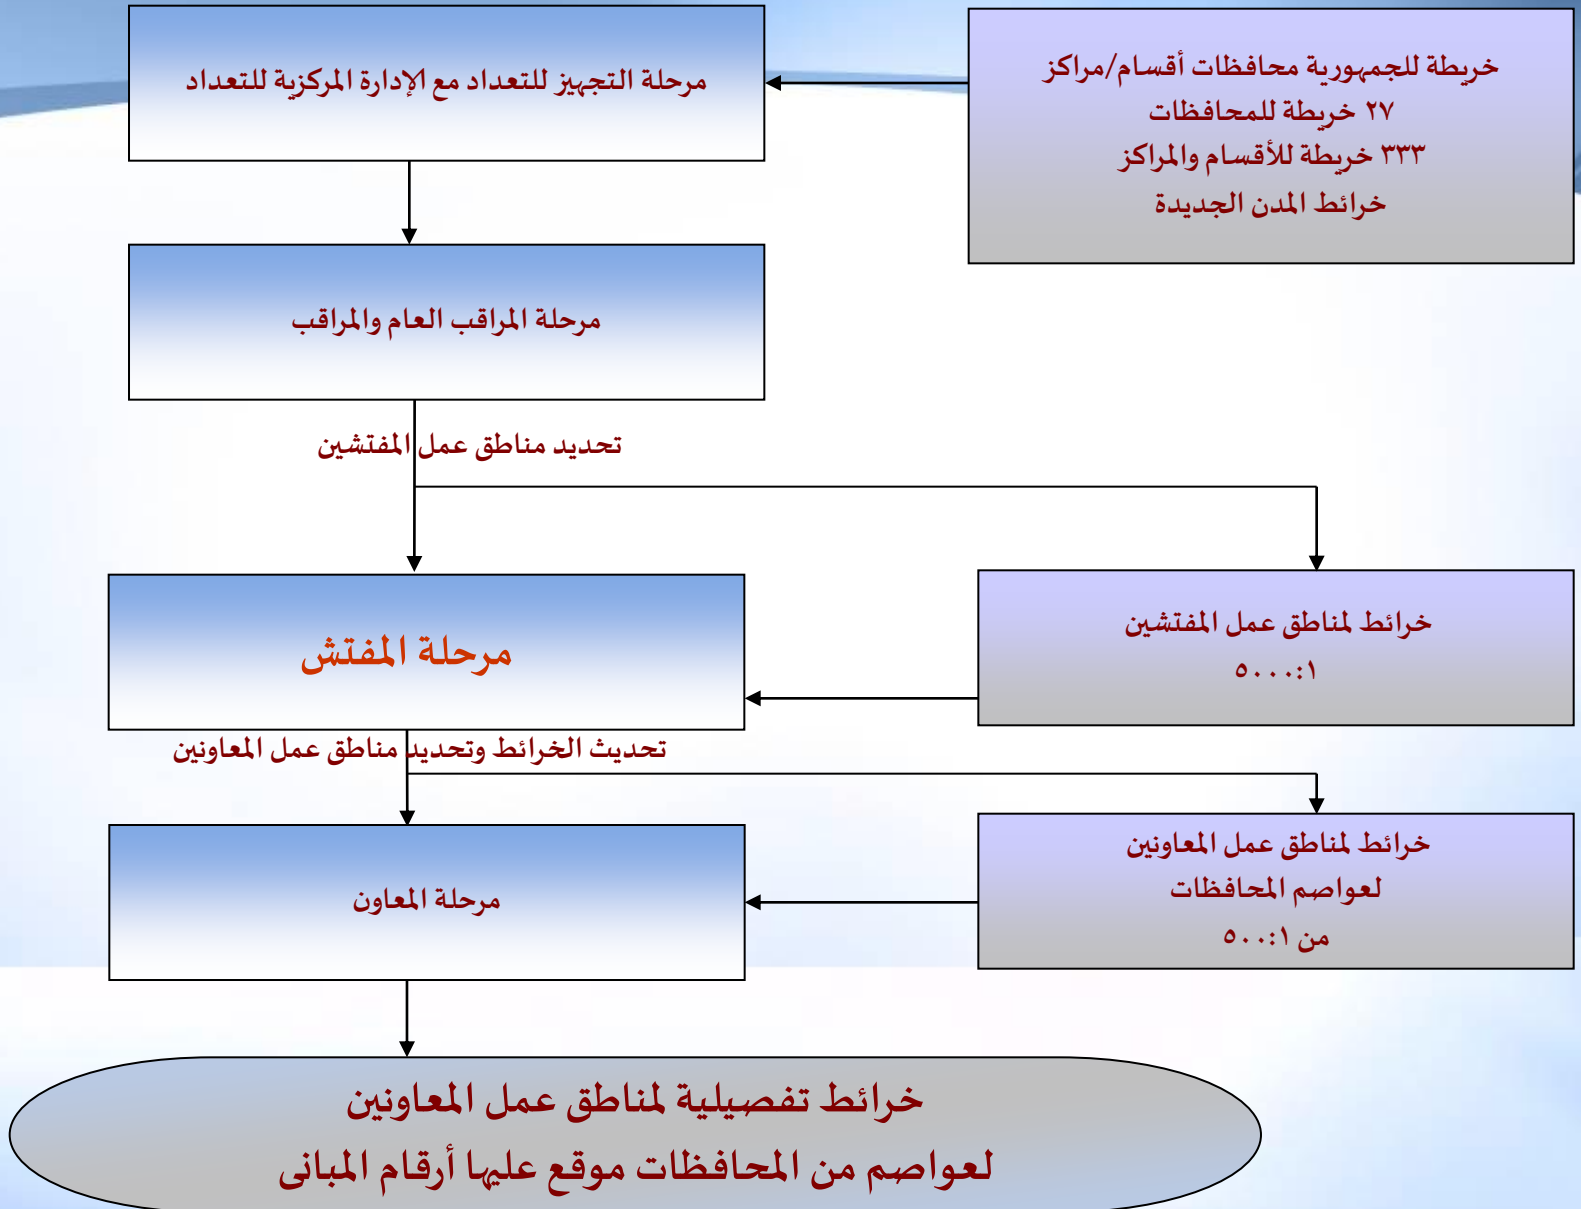 خريطة للجمهورية محافظات أقسام/مراكز
٢٧ خريطة للمحافظات
٣٣٣ خريطة للأقسام والمراكز
خرائط المدن الجديدة
مرحلة التجهيز للتعداد مع الإدارة المركزية للتعداد
مرحلة المراقب العام والمراقب
تحديد مناطق عمل المفتشين
خرائط لمناطق عمل المفتشين
٥٠٠٠:١
مرحلة المفتش
تحديث الخرائط وتحديد مناطق عمل المعاونين
خرائط لمناطق عمل المعاونين
لعواصم المحافظات
من ٥٠٠:١
مرحلة المعاون
خرائط تفصيلية لمناطق عمل المعاونين
لعواصم من المحافظات موقع عليها أرقام المبانى